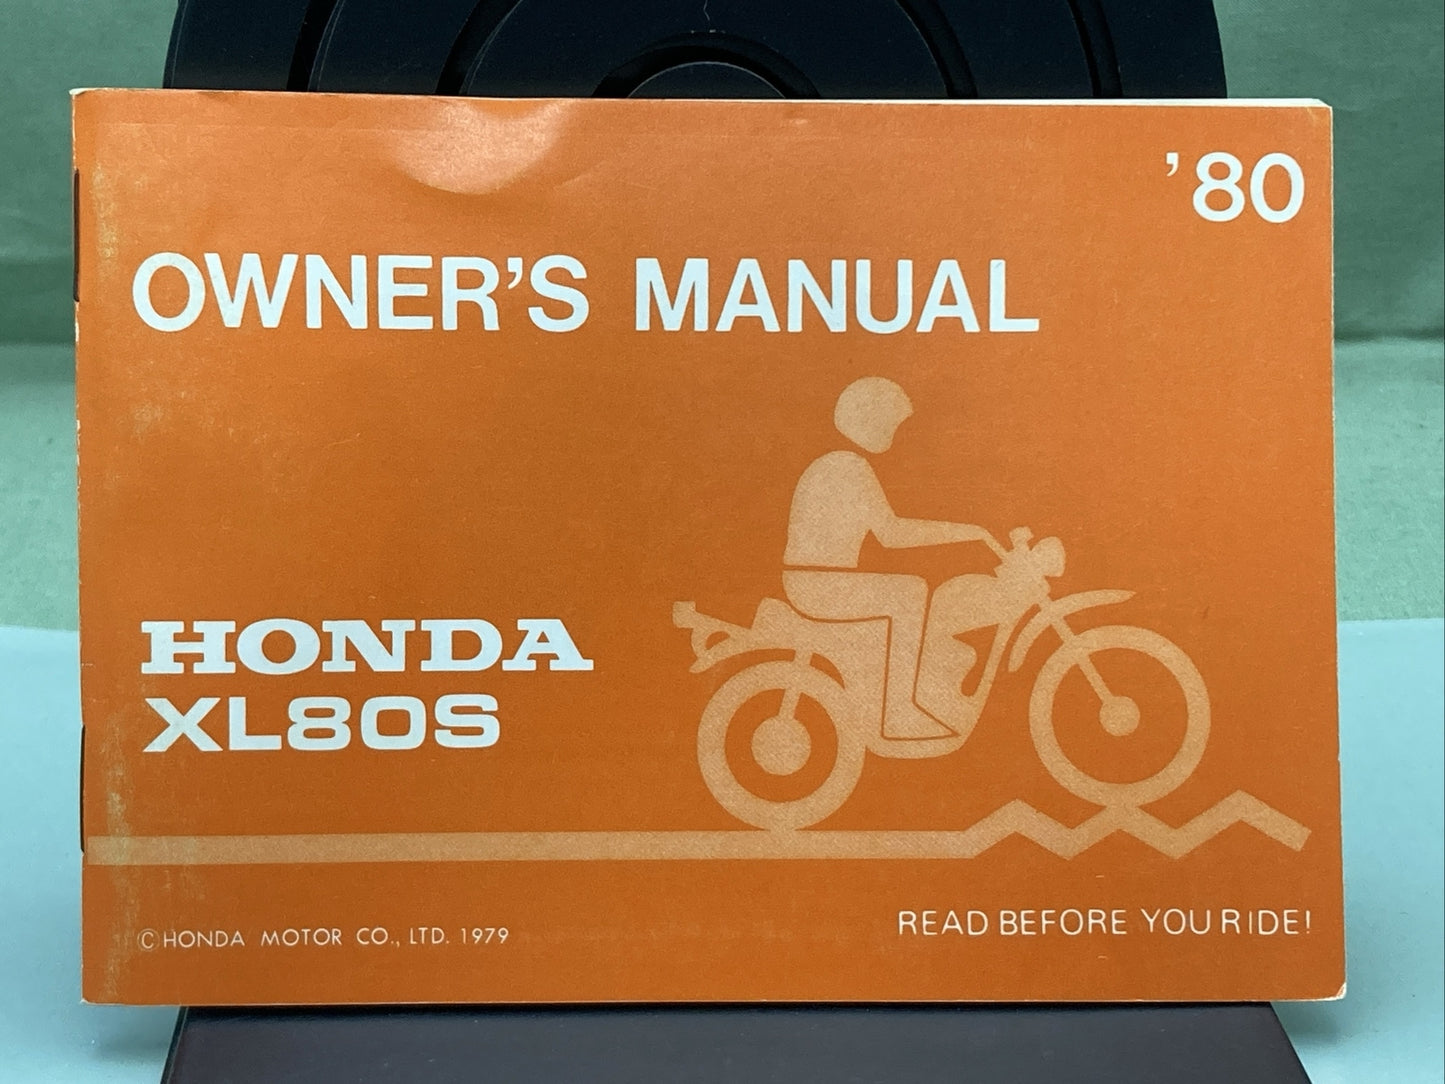 '80
OWNER'S MANUAL
HONDA
XL80S
READ BEFORE YOU RIDE!
©HONDA MOTOR CO., LTD. 1979